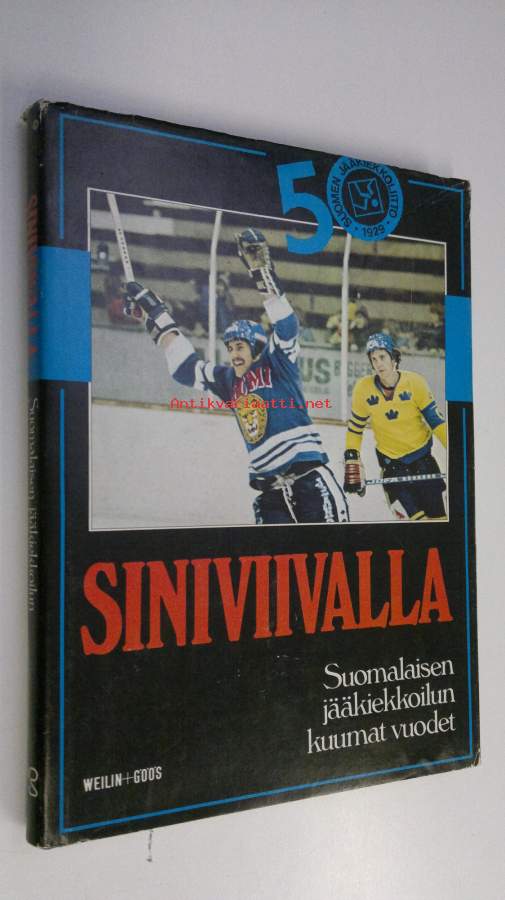 50
SUOMEN JÄÄKIEKKOLIITTO
· 1929 ·
SUOMI
Antikvariaatti.net
SINIVIIVALLA
Suomalaisen
jääkiekkoilun
kuumat vuodet
WEILIN+GÖÖS
SINIVIIVALLA
Suomalaisen jääkiekkoilun